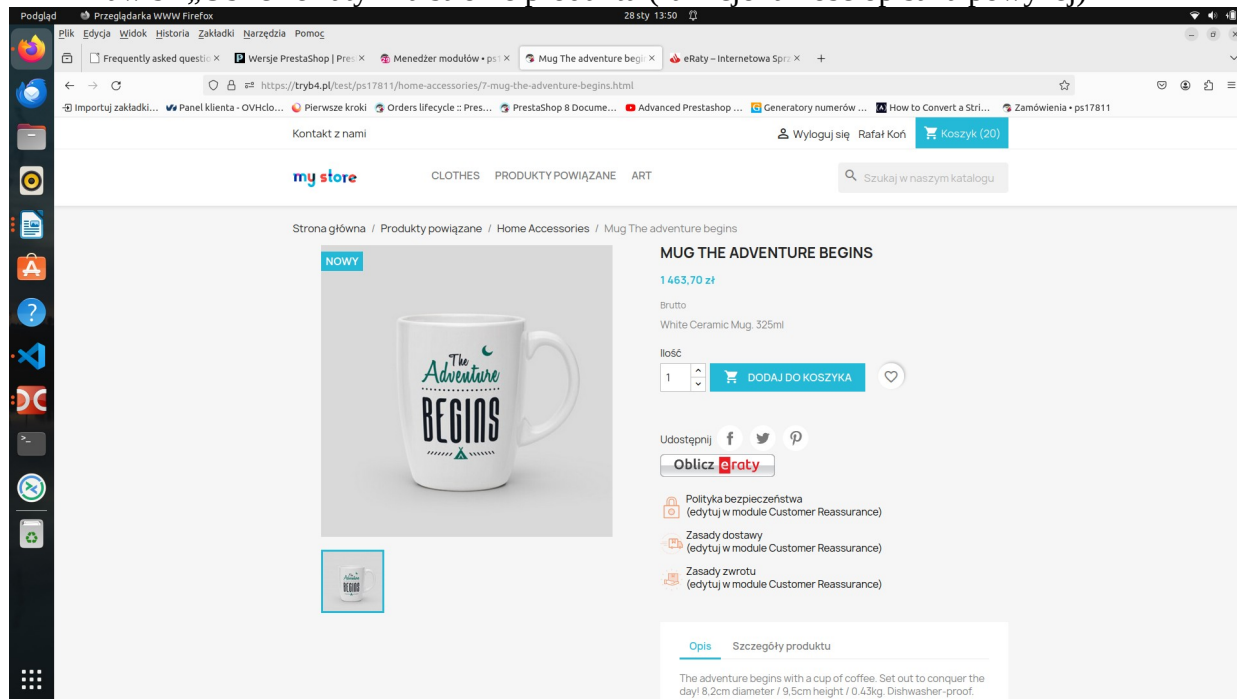 Podgląd
Przeglądarka WWW Firefox
28 sty 13:50
Plik Edycja Widok Historia Zakładki Narzędzia Pomoc
Frequently asked questio
Wersje PrestaShop | Pres
Menedżer modułów • ps1
Mug The adventure begin
eRaty – Internetowa Sprz
https://tryb4.pl/test/ps17811/home-accessories/7-mug-the-adventure-begins.html
Importuj zakładki...
Panel klienta - OVHclo...
Pierwsze kroki
Orders lifecycle :: Pres...
PrestaShop 8 Docume...
Advanced Prestashop ...
Generatory numerów ...
How to Convert a Stri...
Zamówienia • ps17811
Kontakt z nami
Wyloguj się
Rafał Koń
Koszyk (20)
my store
CLOTHES
PRODUKTY POWIĄZANE
ART
Szukaj w naszym katalogu
Strona główna / Produkty powiązane / Home Accessories / Mug The adventure begins
NOWY
The
Adventure
BEGINS
MUG THE ADVENTURE BEGINS
1 463,70 zł
Brutto
White Ceramic Mug. 325ml
Ilość
1
DODAJ DO KOSZYKA
Udostępnij
Oblicz eraty
Polityka bezpieczeństwa
(edytuj w module Customer Reassurance)
Zasady dostawy
(edytuj w module Customer Reassurance)
Zasady zwrotu
(edytuj w module Customer Reassurance)
The
Adventure
BEGINS
Opis
Szczegóły produktu
The adventure begins with a cup of coffee. Set out to conquer the
day! 8,2cm diameter / 9,5cm height / 0.43kg. Dishwasher-proof.